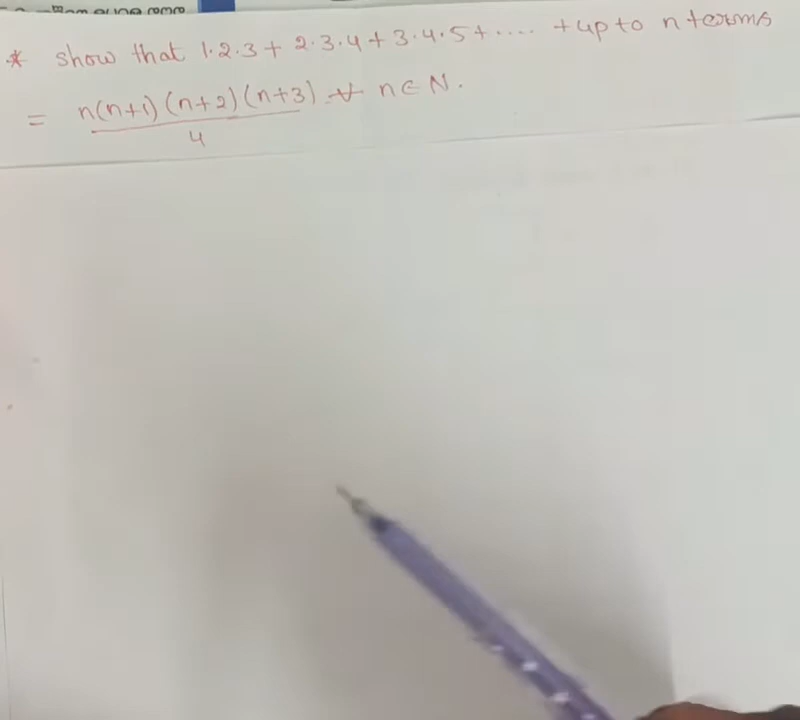 * show that 1.2.3 + 2.3.4 + 3.4.5 + .... + up to n terms
= n(n+1)(n+2)(n+3) ∀ n ∈ N.
4